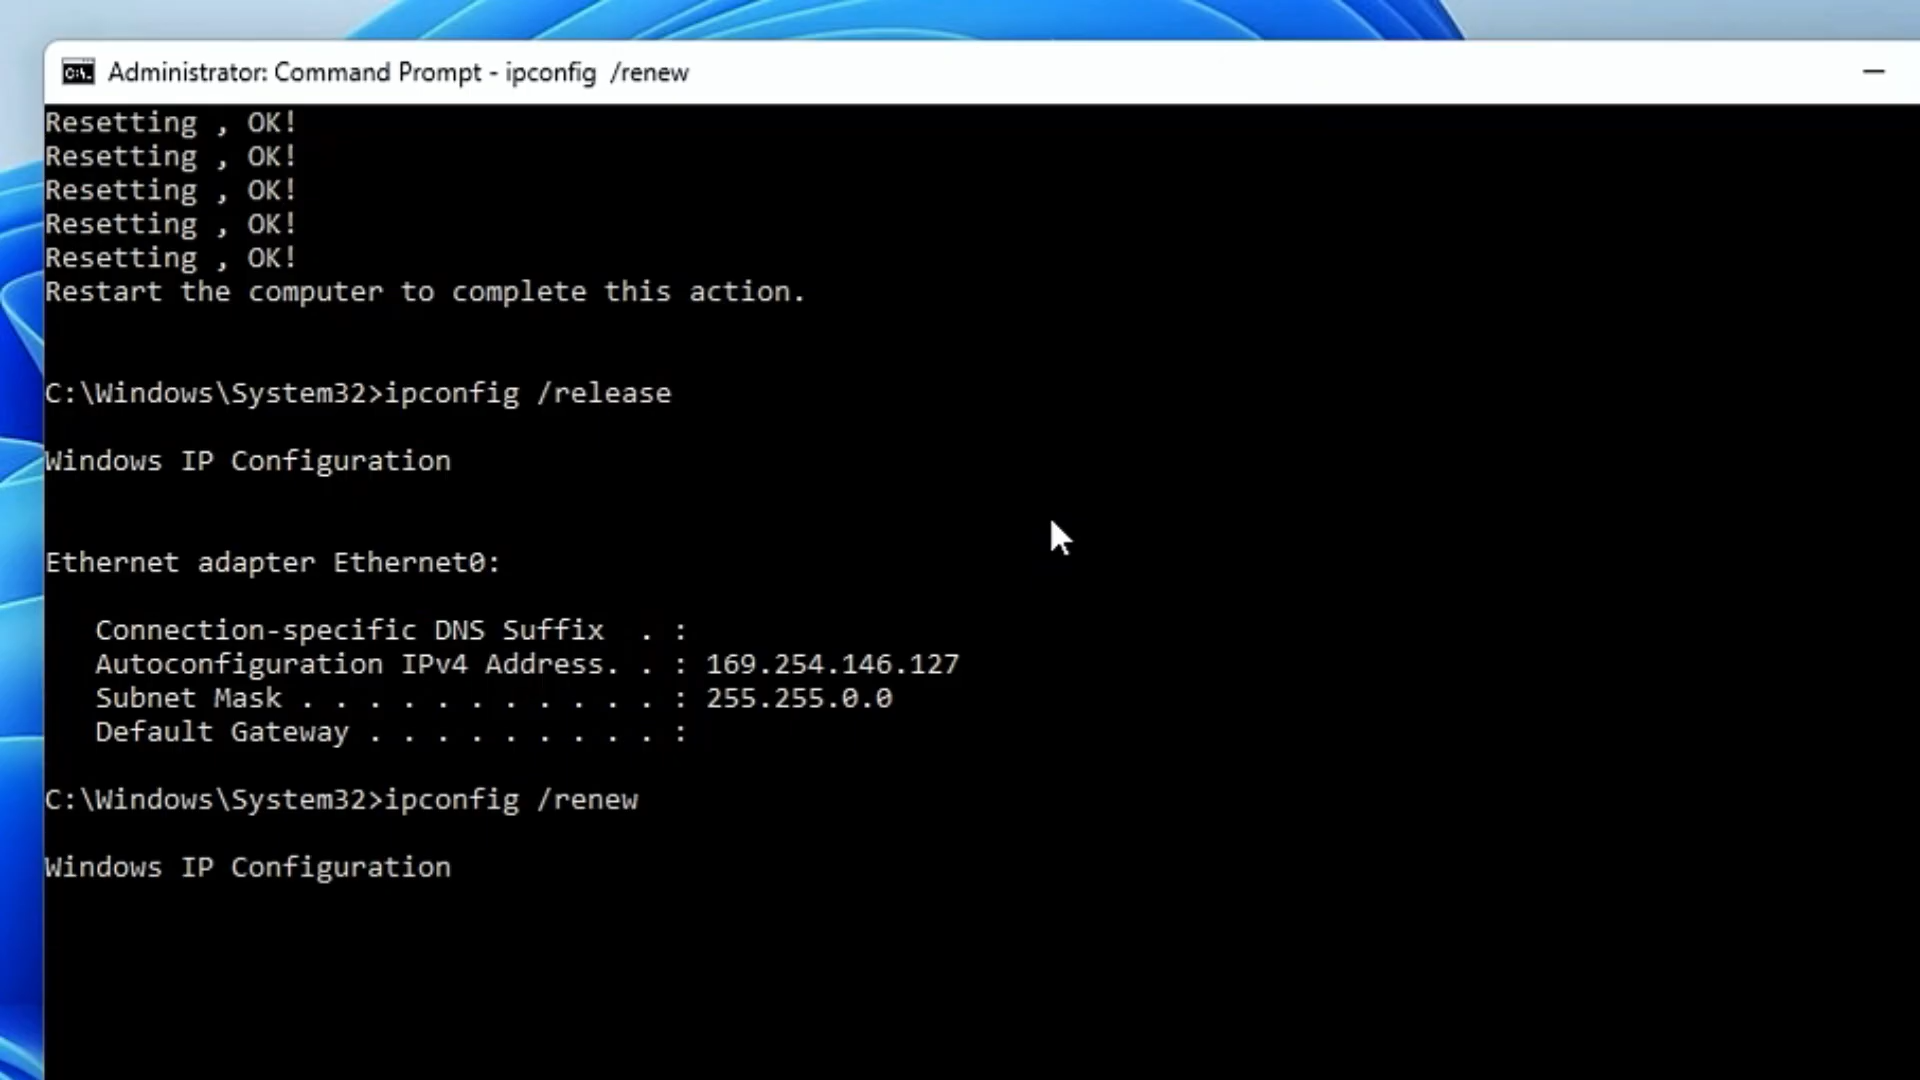 Administrator: Command Prompt - ipconfig  /renew
Resetting , OK!
Resetting , OK!
Resetting , OK!
Resetting , OK!
Resetting , OK!
Restart the computer to complete this action.
C:\Windows\System32>ipconfig /release
Windows IP Configuration
Ethernet adapter Ethernet0:
   Connection-specific DNS Suffix  . :
   Autoconfiguration IPv4 Address. . : 169.254.146.127
   Subnet Mask . . . . . . . . . . . : 255.255.0.0
   Default Gateway . . . . . . . . . :
C:\Windows\System32>ipconfig /renew
Windows IP Configuration